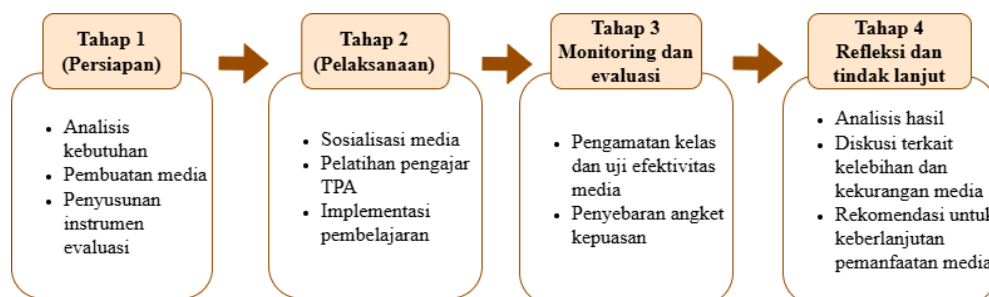 Tahap 1
(Persiapan)
• Analisis
kebutuhan
• Pembuatan media
• Penyusunan
instrumen
evaluasi
Tahap 2
(Pelaksanaan)
• Sosialisasi media
• Pelatihan pengajar
TPA
• Implementasi
pembelajaran
Tahap 3
Monitoring dan
evaluasi
• Pengamatan kelas
dan uji efektivitas
media
• Penyebaran angket
kepuasan
Tahap 4
Refleksi dan
tindak lanjut
• Analisis hasil
• Diskusi terkait
kelebihan dan
kekurangan media
• Rekomendasi untuk
keberlanjutan
pemanfaatan media